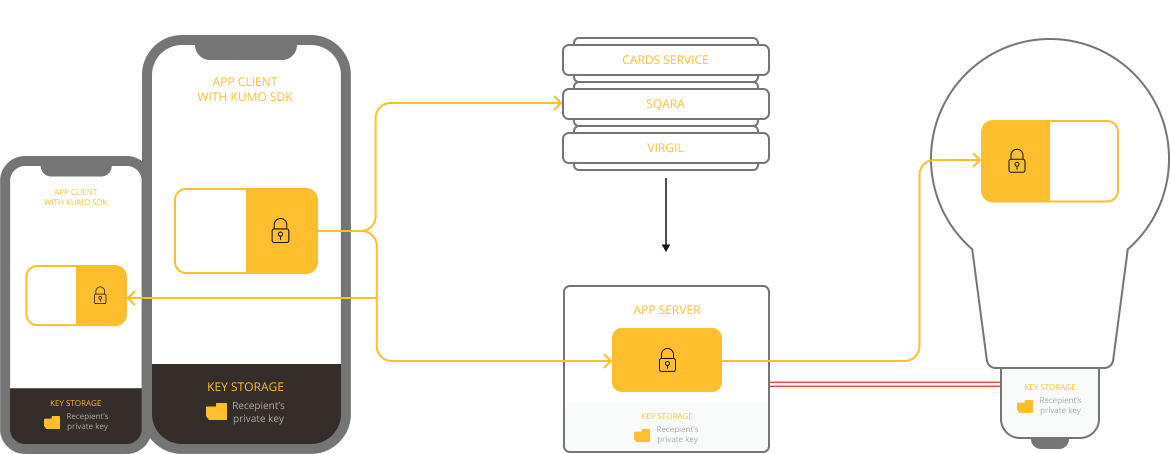 APP CLIENT
WITH KUMO SDK
KEY STORAGE
Recepient's
private key
APP CLIENT
WITH KUMO SDK
KEY STORAGE
Recepient's
private key
CARDS SERVICE
SQARA
VIRGIL
APP SERVER
KEY STORAGE
Recepient's
private key
KEY STORAGE
Recepient's
private key